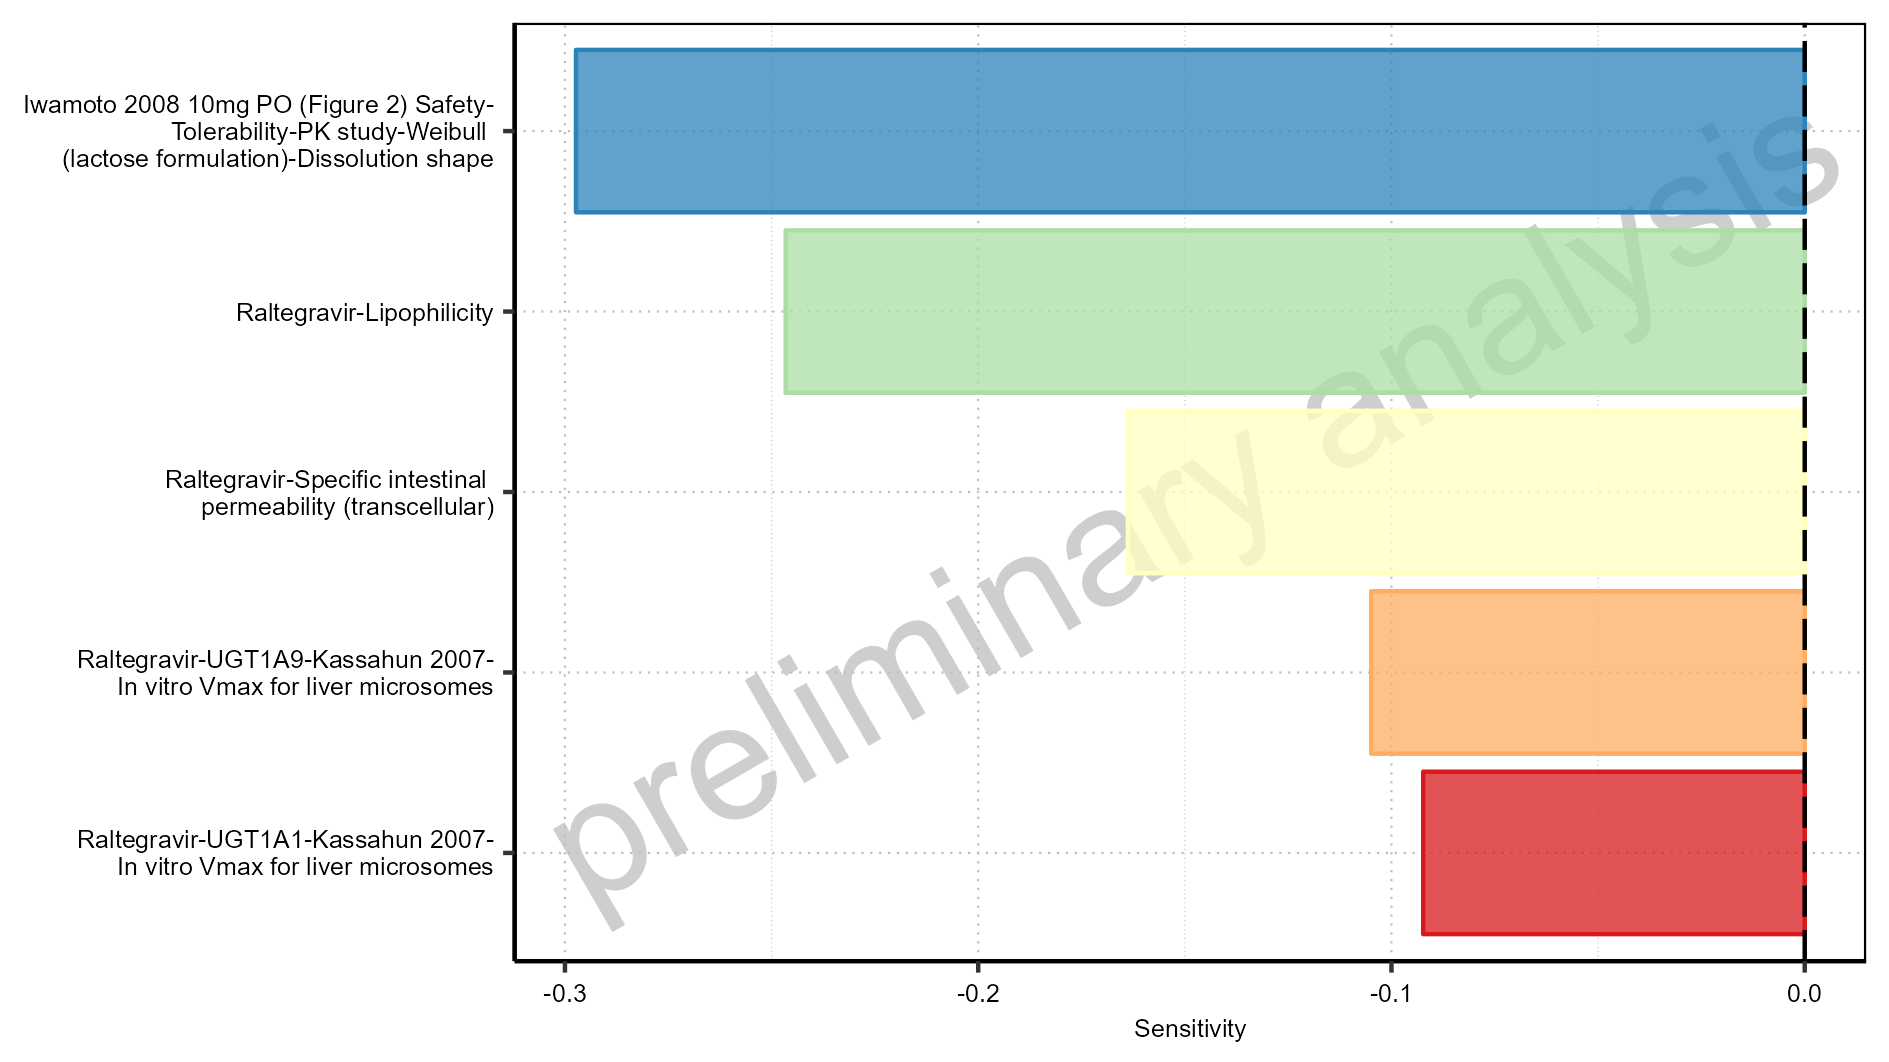 Iwamoto 2008 10mg PO (Figure 2) Safety-
Tolerability-PK study-Weibull
(lactose formulation)-Dissolution shape
Raltegravir-Lipophilicity
Raltegravir-Specific intestinal
permeability (transcellular)
Raltegravir-UGT1A9-Kassahun 2007-
In vitro Vmax for liver microsomes
Raltegravir-UGT1A1-Kassahun 2007-
In vitro Vmax for liver microsomes
preliminary analysis
-0.3 -0.2 -0.1 0.0
Sensitivity